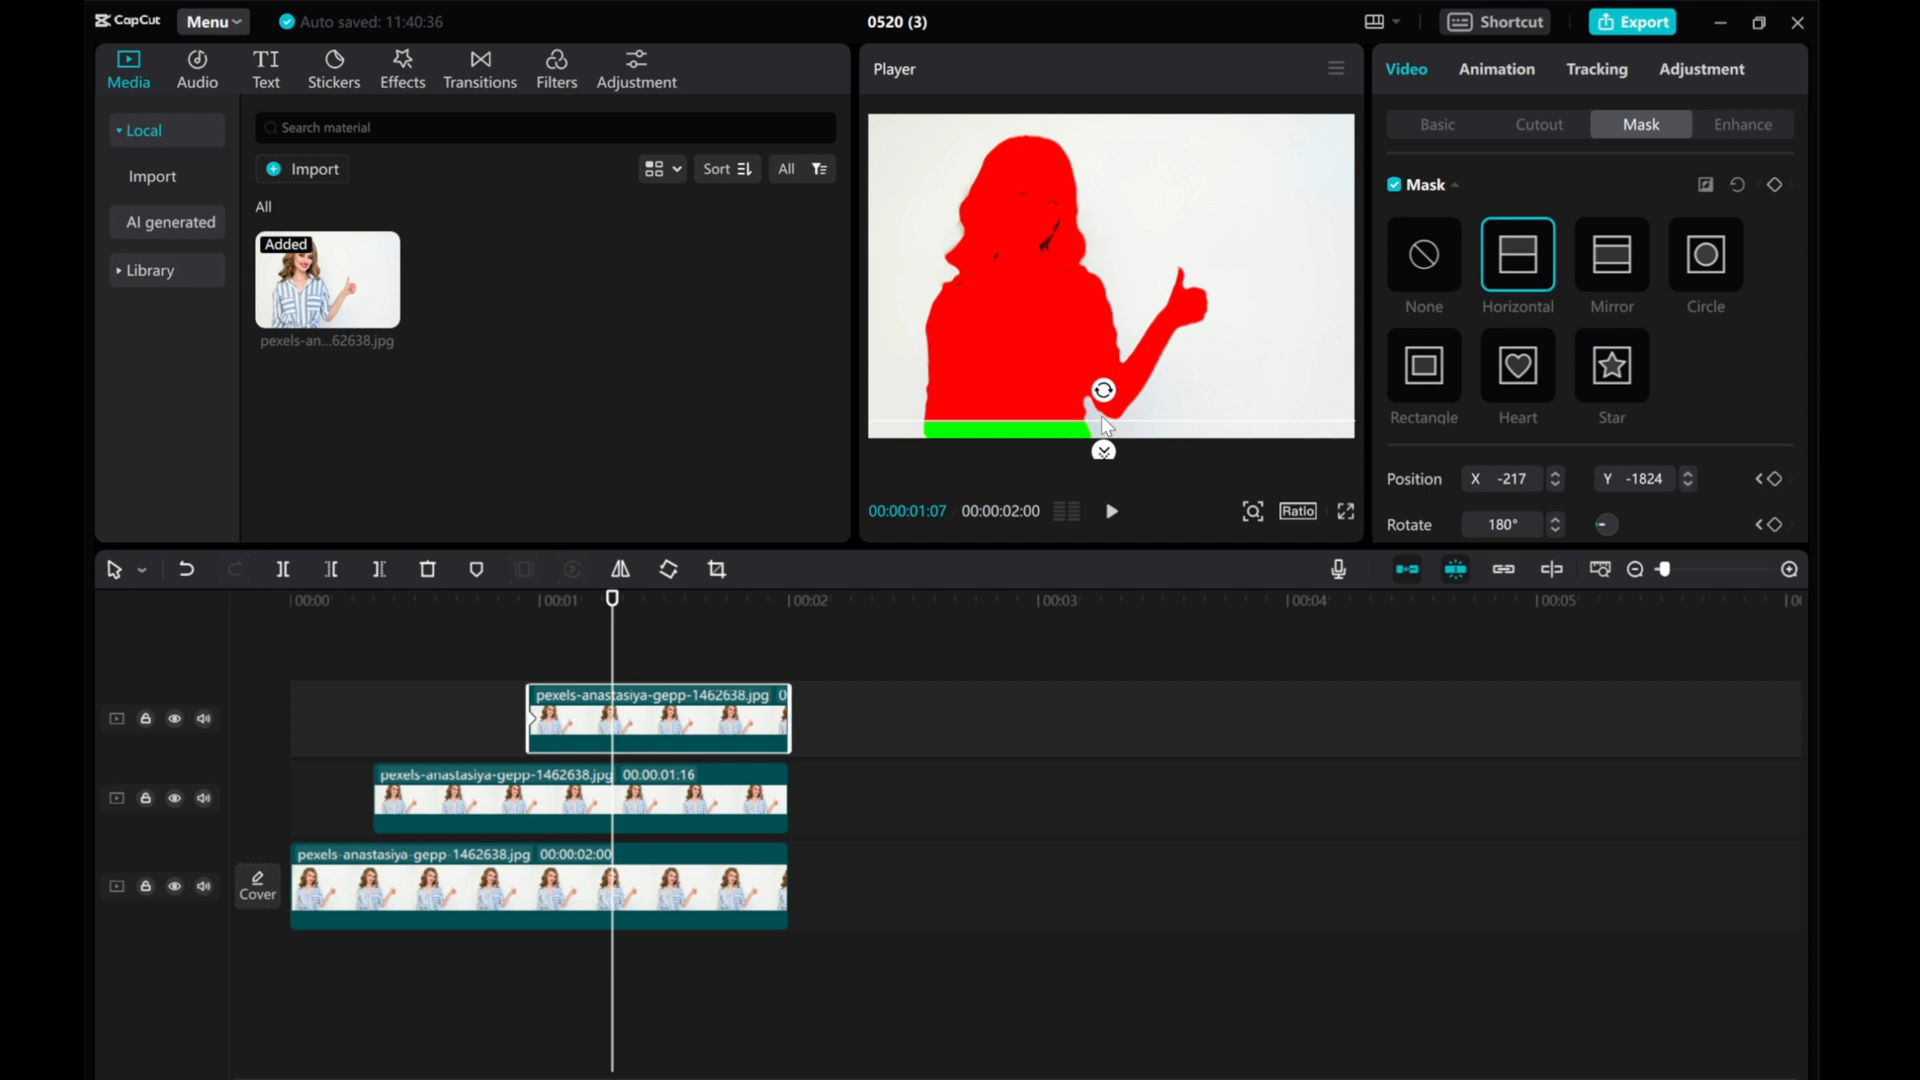 CapCut
Menu
Auto saved: 11:40:36
0520 (3)
Shortcut
Export
Media
Audio
Text
Stickers
Effects
Transitions
Filters
Adjustment
Player
Video
Animation
Tracking
Adjustment
Local
Import
AI generated
Library
Search material
Import
Sort
All
All
Added
pexels-an...62638.jpg
Basic
Cutout
Mask
Enhance
Mask
None
Horizontal
Mirror
Circle
Rectangle
Heart
Star
Position X -217 Y -1824
Rotate 180°
00:00:01:07 00:00:02:00
Ratio
00:00 00:01 00:02 00:03 00:04 00:05
pexels-anastasiya-gepp-1462638.jpg
pexels-anastasiya-gepp-1462638.jpg 00:00:01:16
pexels-anastasiya-gepp-1462638.jpg 00:00:02:00
Cover